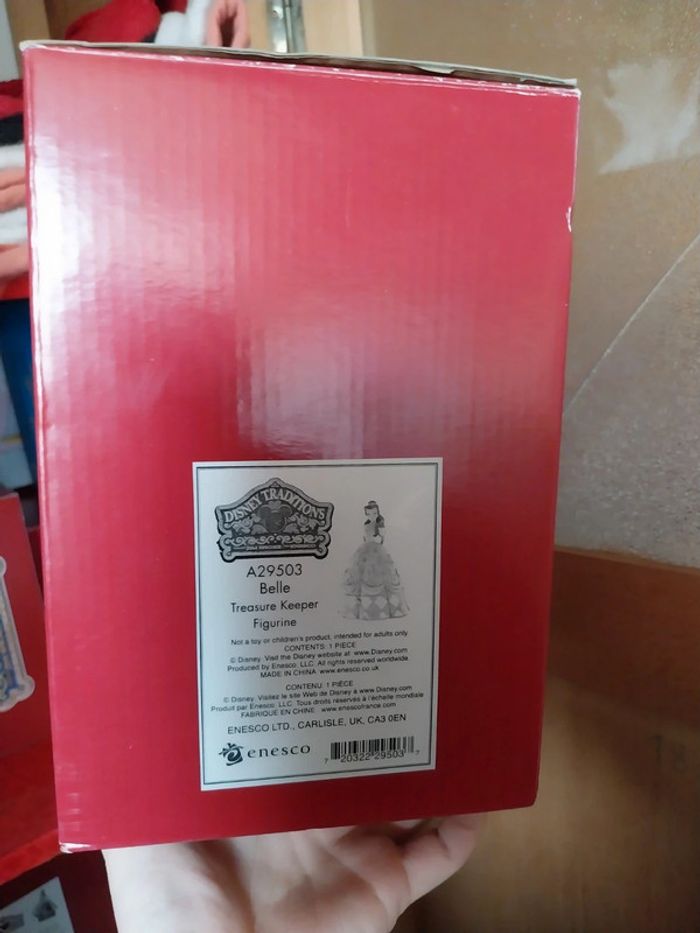 DISNEY TRADITIONS
A29503
Belle
Treasure Keeper
Figurine
Not a toy or children's product, intended for adults only
CONTENTS: 1 PIECE
© Disney. Visit the Disney website at www.Disney.com
Produced by Enesco, LLC. All rights reserved worldwide.
MADE IN CHINA www.enesco.co.uk
CONTENU: 1 PIÈCE
© Disney. Visitez le site Web de Disney à www.Disney.com
Produit par Enesco, LLC. Tous droits réservés à l'échelle mondiale
FABRIQUE EN CHINE www.enescofrance.com
ENESCO LTD., CARLISLE, UK, CA3 0EN
enesco
7 20322 29503 7